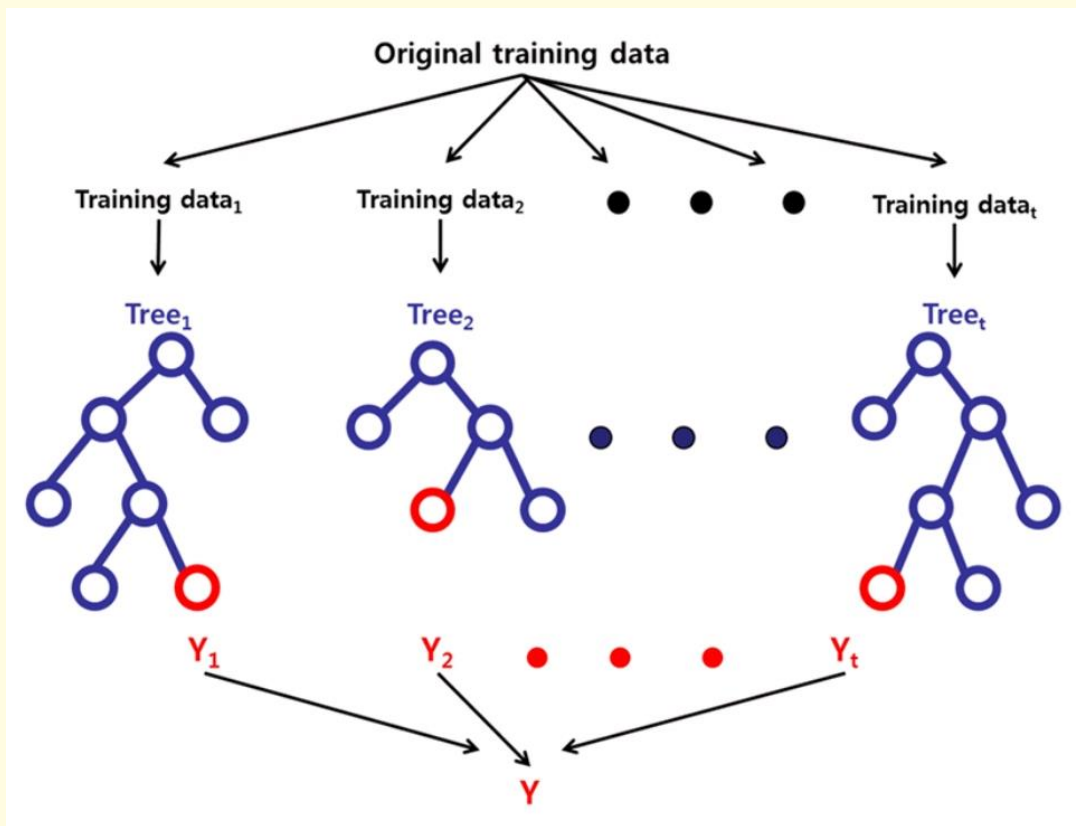 Original training data
Training data₁ Training data₂ Training dataₜ
Tree₁ Tree₂ Treeₜ
Y₁ Y₂ Yₜ
Y